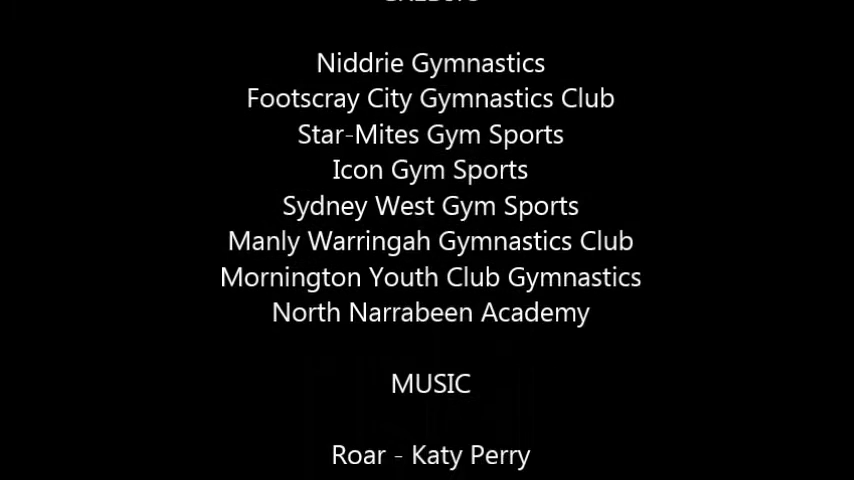 Niddrie Gymnastics
Footscray City Gymnastics Club
Star-Mites Gym Sports
Icon Gym Sports
Sydney West Gym Sports
Manly Warringah Gymnastics Club
Mornington Youth Club Gymnastics
North Narrabeen Academy
MUSIC
Roar - Katy Perry